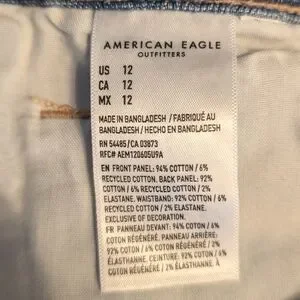 AMERICAN EAGLE
OUTFITTERS
US 12
CA 12
MX 12
MADE IN BANGLADESH / FABRIQUÉ AU
BANGLADESH / HECHO EN BANGLADESH
RN 54485/CA 03873
RFC# AEM120605U9A
EN FRONT PANEL: 94% COTTON / 6%
RECYCLED COTTON. BACK PANEL: 92%
COTTON / 6% RECYCLED COTTON / 2%
ELASTANE. WAISTBAND: 92% COTTON / 6%
RECYCLED COTTON / 2% ELASTANE.
EXCLUSIVE OF DECORATION.
FR PANNEAU DEVANT: 94% COTON / 6%
COTON RÉGÉNÉRÉ. PANNEAU ARRIÈRE:
92% COTON / 6% COTON RÉGÉNÉRÉ / 2%
ÉLASTHANNE. CEINTURE: 92% COTON / 6%
COTON RÉGÉNÉRÉ / 2% ÉLASTHANNE. À